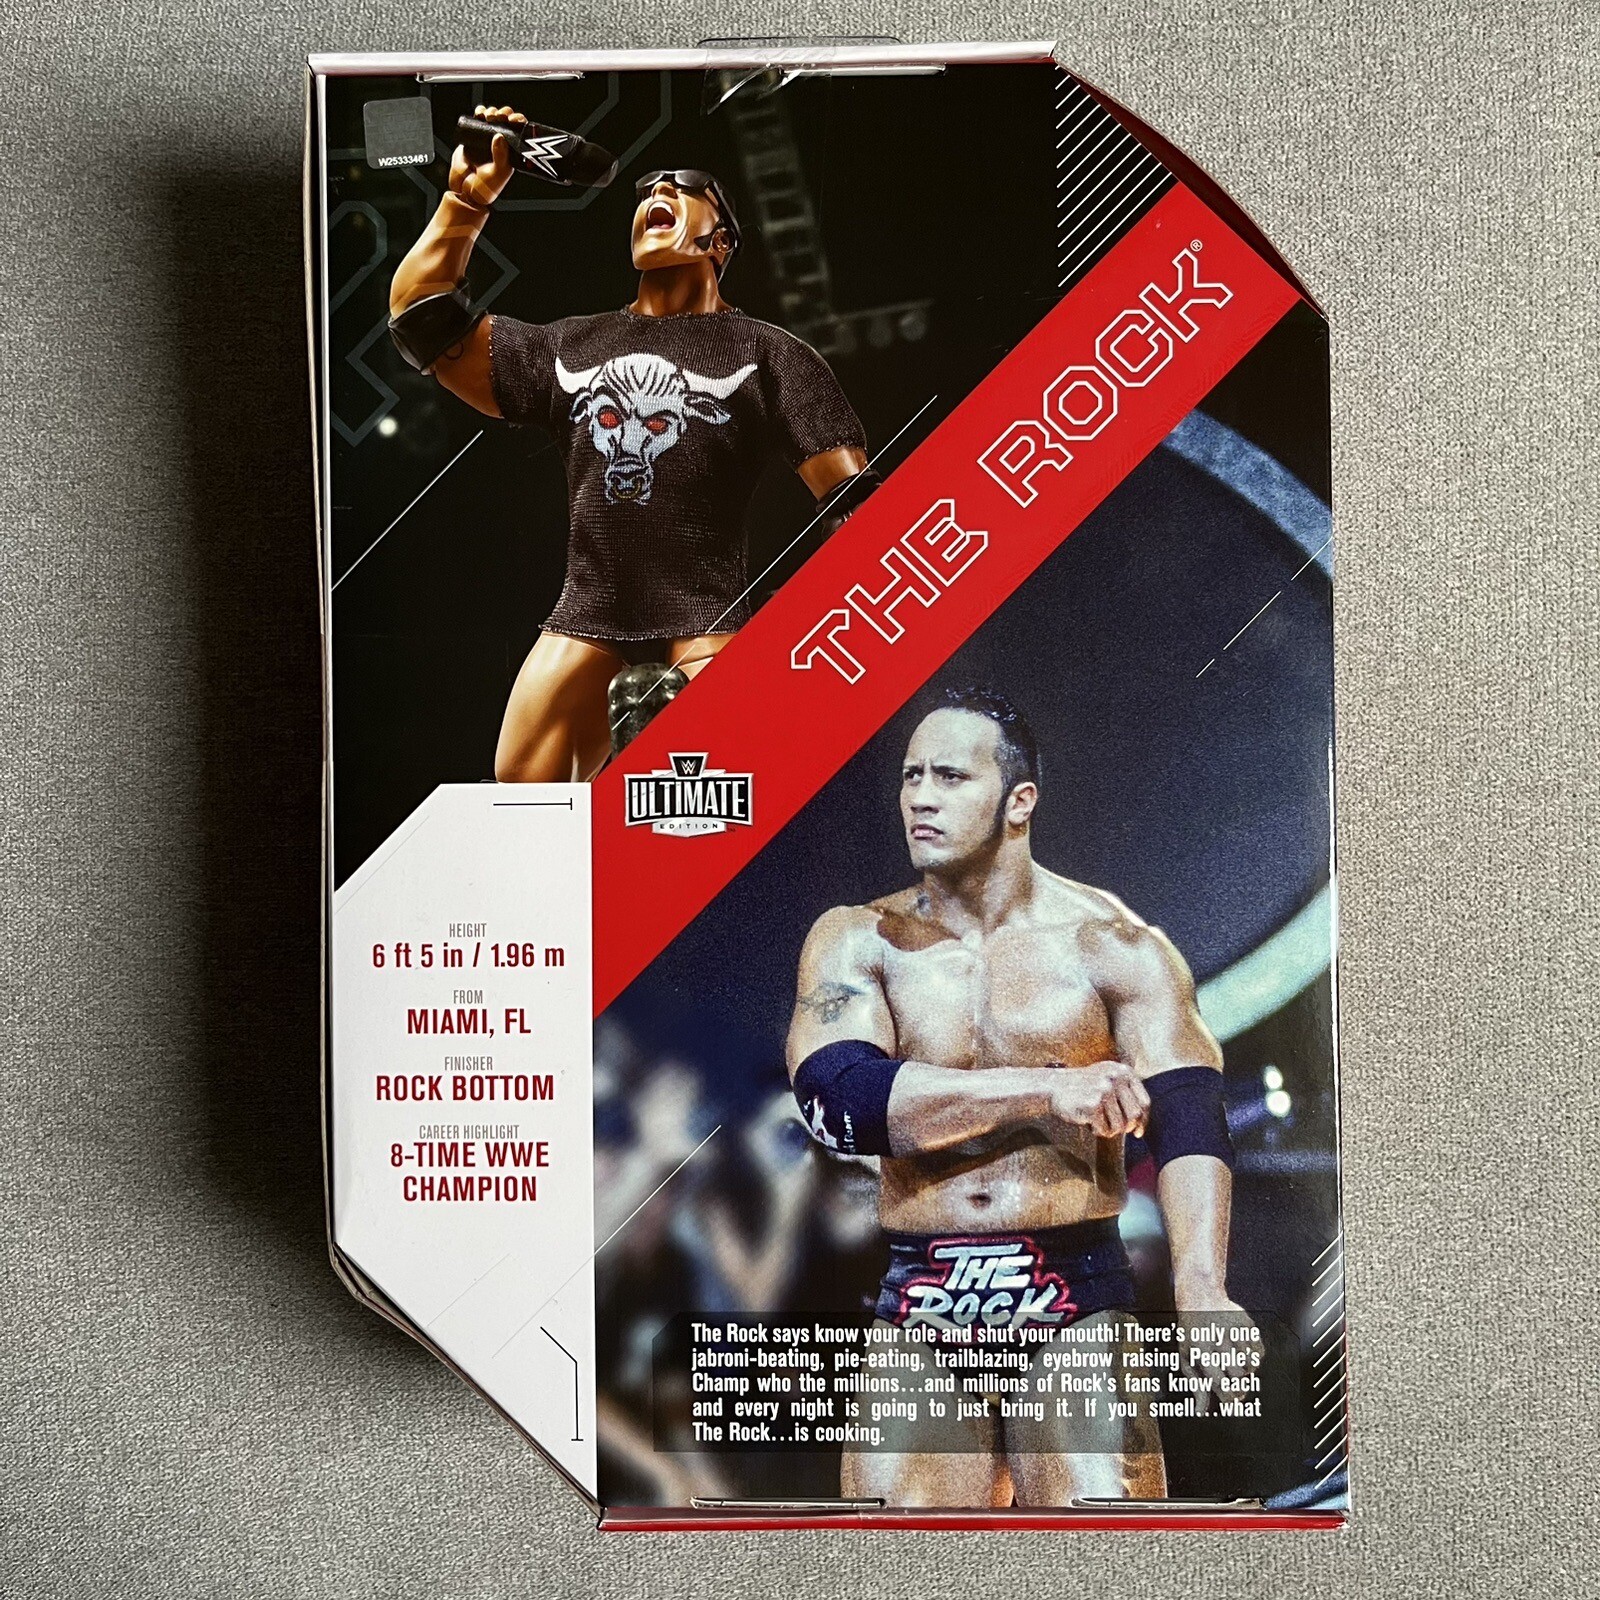 W25333461
THE ROCK®
W
ULTIMATE
EDITION
HEIGHT
6 ft 5 in / 1.96 m
FROM
MIAMI, FL
FINISHER
ROCK BOTTOM
CAREER HIGHLIGHT
8-TIME WWE
CHAMPION
THE
ROCK
The Rock says know your role and shut your mouth! There's only one
jabroni-beating, pie-eating, trailblazing, eyebrow raising People's
Champ who the millions...and millions of Rock's fans know each
and every night is going to just bring it. If you smell...what
The Rock...is cooking.